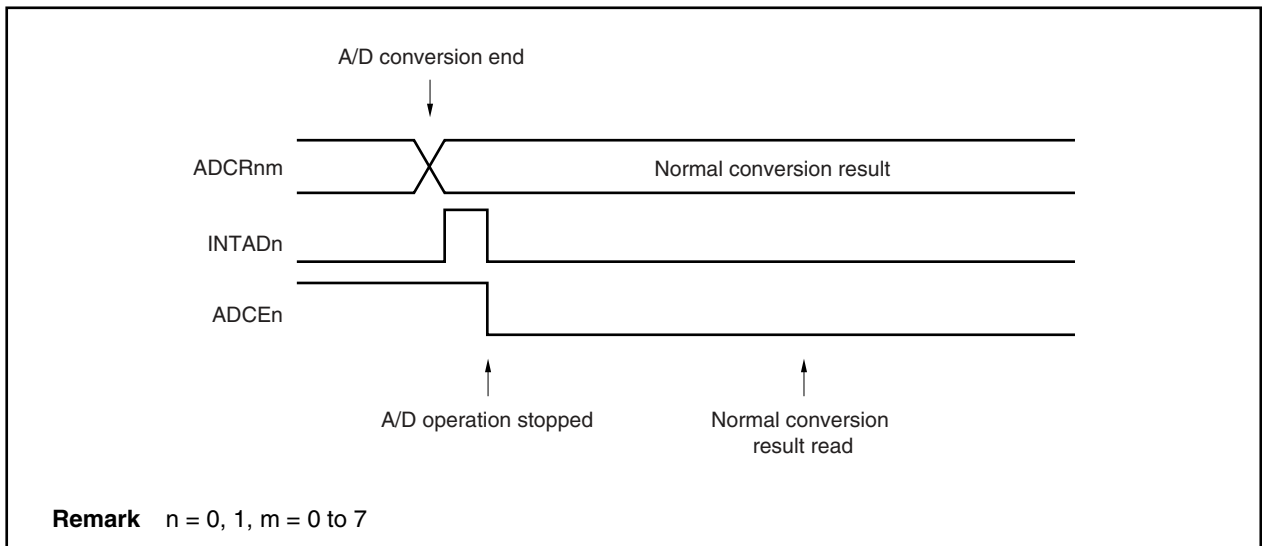 A/D conversion end
ADCRnm
Normal conversion result
INTADn
ADCEn
A/D operation stopped
Normal conversion
result read
Remark n = 0, 1, m = 0 to 7